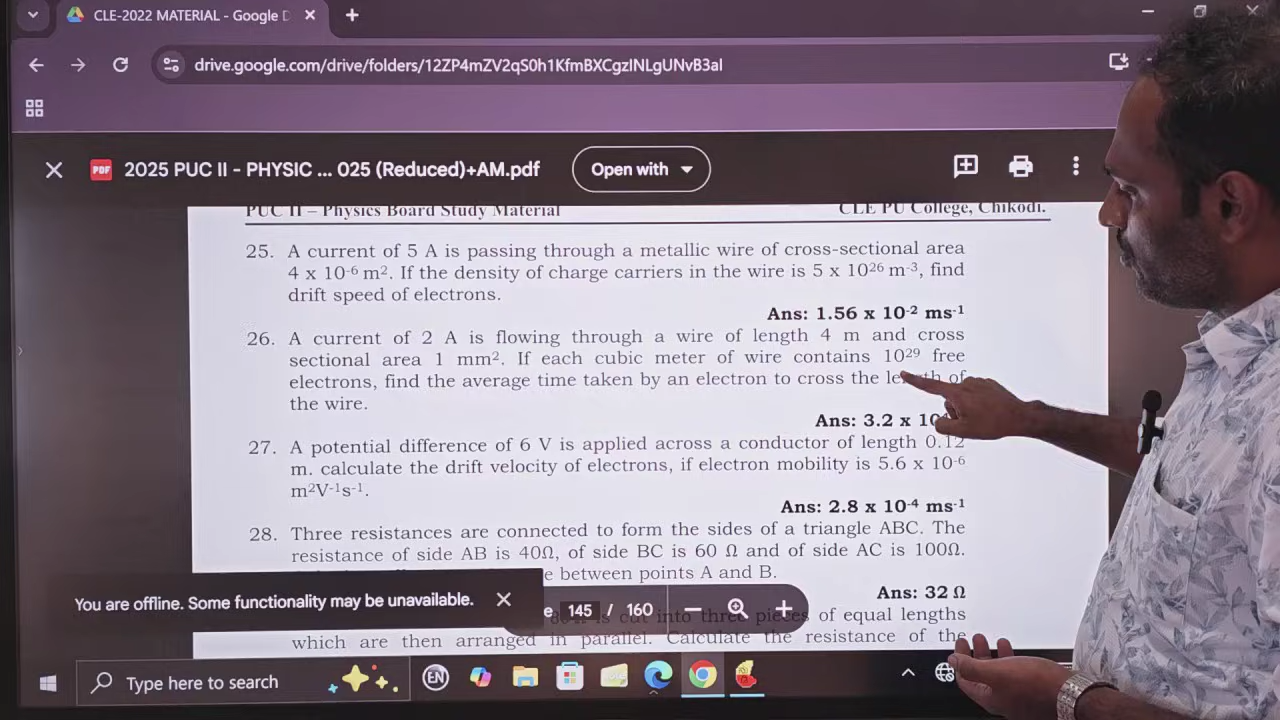 CLE-2022 MATERIAL - Google D
drive.google.com/drive/folders/12ZP4mZV2qS0h1KfmBXCgzINLgUNvB3al
PDF 2025 PUC II - PHYSIC ... 025 (Reduced)+AM.pdf Open with
PUC II – Physics Board Study Material CLE PU College, Chikodi.
25. A current of 5 A is passing through a metallic wire of cross-sectional area
4 x 10⁻⁶ m². If the density of charge carriers in the wire is 5 x 10²⁶ m⁻³, find
drift speed of electrons.
Ans: 1.56 x 10⁻² ms⁻¹
26. A current of 2 A is flowing through a wire of length 4 m and cross
sectional area 1 mm². If each cubic meter of wire contains 10²⁹ free
electrons, find the average time taken by an electron to cross the length of
the wire.
Ans: 3.2 x
27. A potential difference of 6 V is applied across a conductor of length 0.12
m. calculate the drift velocity of electrons, if electron mobility is 5.6 x 10⁻⁶
m²V⁻¹s⁻¹.
Ans: 2.8 x 10⁻⁴ ms⁻¹
28. Three resistances are connected to form the sides of a triangle ABC. The
resistance of side AB is 40Ω, of side BC is 60 Ω and of side AC is 100Ω.
between points A and B.
Ans: 32 Ω
You are offline. Some functionality may be unavailable.
145 / 160
is cut into three pieces of equal lengths
which are then arranged in parallel. Calculate the resistance of the
Type here to search EN